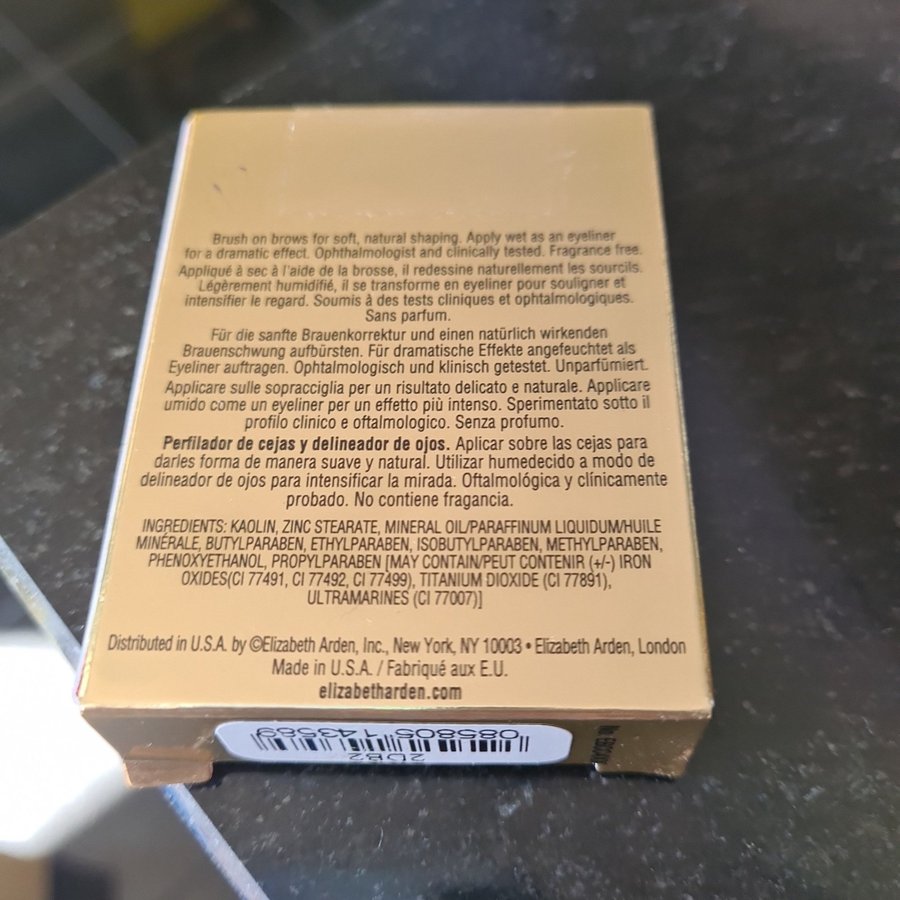 Brush on brows for soft, natural shaping. Apply wet as an eyeliner
for a dramatic effect. Ophthalmologist and clinically tested. Fragrance free.
Appliqué à sec à l'aide de la brosse, il redessine naturellement les sourcils.
Légèrement humidifié, il se transforme en eyeliner pour souligner et
intensifier le regard. Soumis à des tests cliniques et ophtalmologiques.
Sans parfum.
Für die sanfte Brauenkorrektur und einen natürlich wirkenden
Brauenschwung aufbürsten. Für dramatische Effekte angefeuchtet als
Eyeliner auftragen. Ophtalmologisch und klinisch getestet. Unparfümiert.
Applicare sulle sopracciglia per un risultato delicato e naturale. Applicare
umido come un eyeliner per un effetto più intenso. Sperimentato sotto il
profilo clinico e oftalmologico. Senza profumo.
Perfilador de cejas y delineador de ojos. Aplicar sobre las cejas para
darles forma de manera suave y natural. Utilizar humedecido a modo de
delineador de ojos para intensificar la mirada. Oftalmológica y clínicamente
probado. No contiene fragancia.
INGREDIENTS: KAOLIN, ZINC STEARATE, MINERAL OIL/PARAFFINUM LIQUIDUM/HUILE
MINÉRALE, BUTYLPARABEN, ETHYLPARABEN, ISOBUTYLPARABEN, METHYLPARABEN,
PHENOXYETHANOL, PROPYLPARABEN [MAY CONTAIN/PEUT CONTENIR (+/-) IRON
OXIDES(CI 77491, CI 77492, CI 77499), TITANIUM DIOXIDE (CI 77891),
ULTRAMARINES (CI 77007)]
Distributed in U.S.A. by ©Elizabeth Arden, Inc., New York, NY 10003 • Elizabeth Arden, London
Made in U.S.A. / Fabriqué aux E.U.
elizabetharden.com
085805 143589
2DB2
No